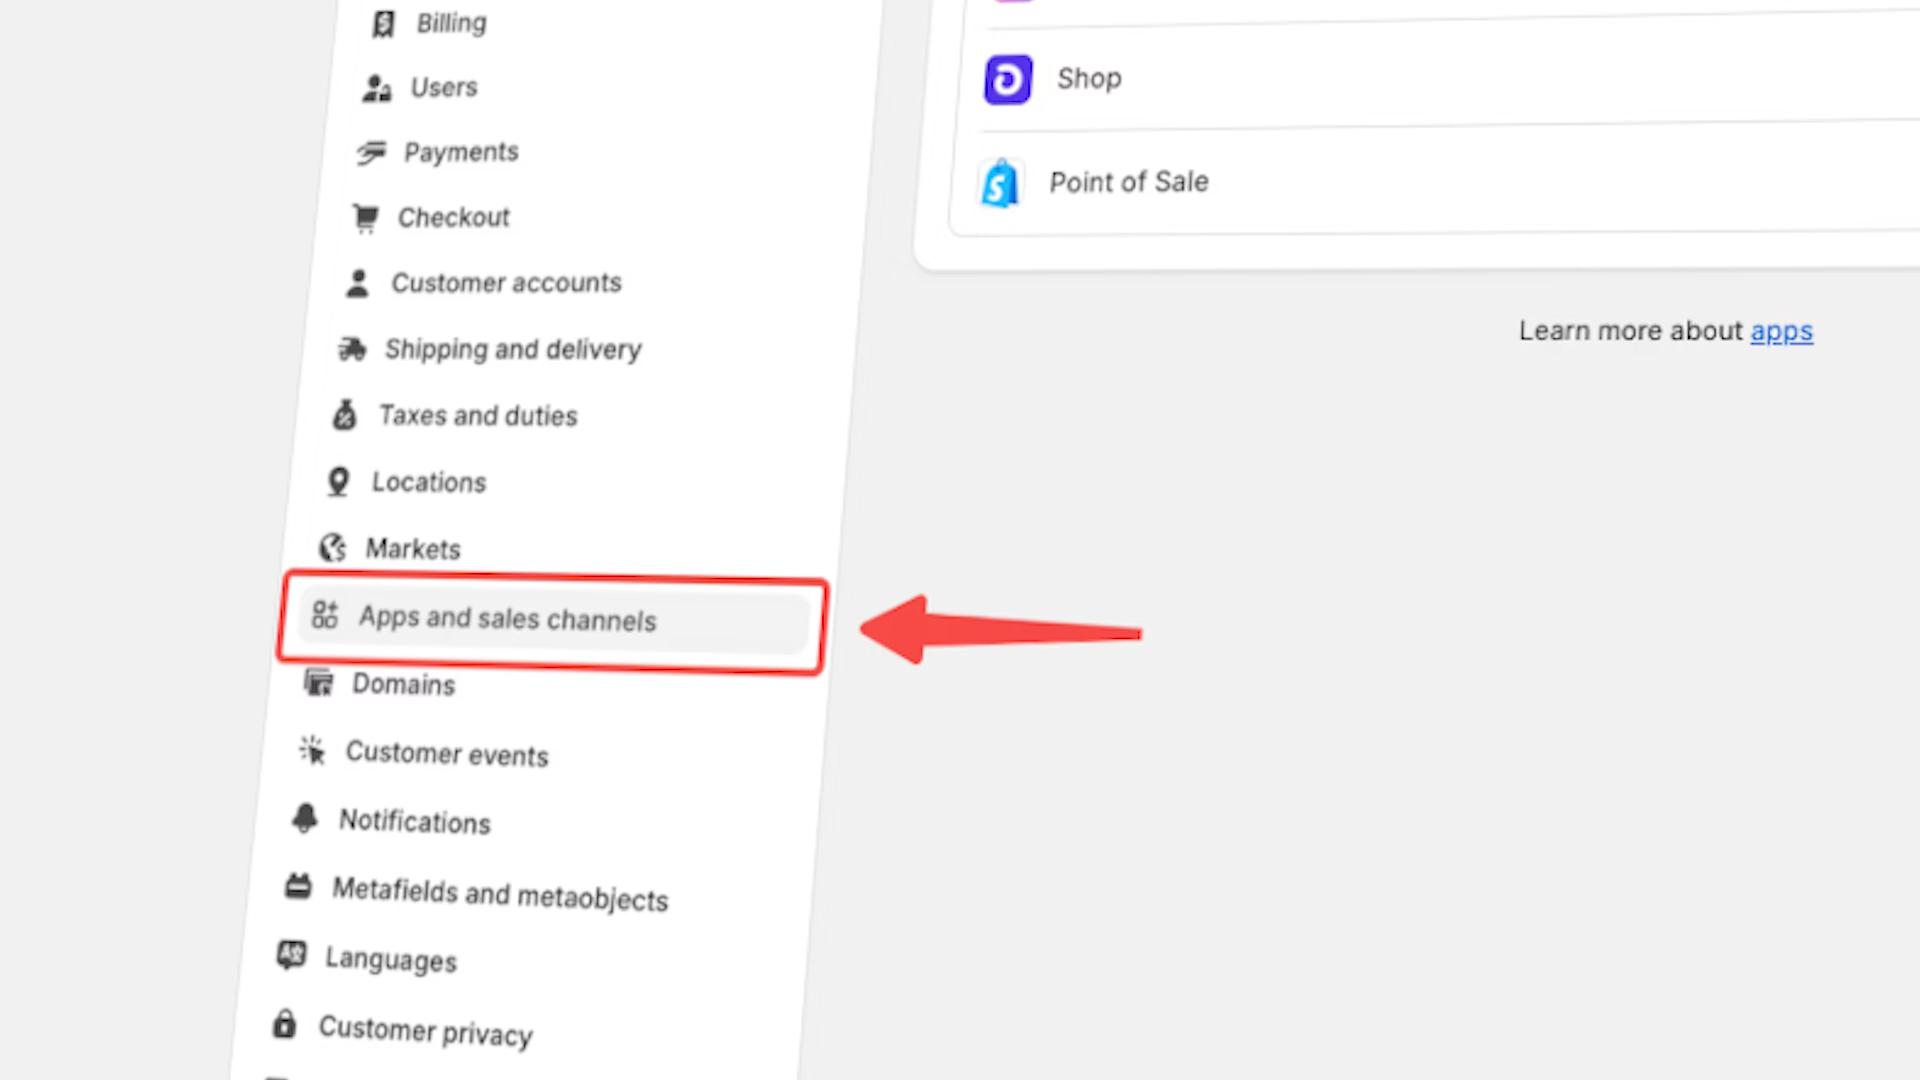 Billing
Users
Payments
Checkout
Customer accounts
Shipping and delivery
Taxes and duties
Locations
Markets
Apps and sales channels
Domains
Customer events
Notifications
Metafields and metaobjects
Languages
Customer privacy
Shop
Point of Sale
Learn more about apps